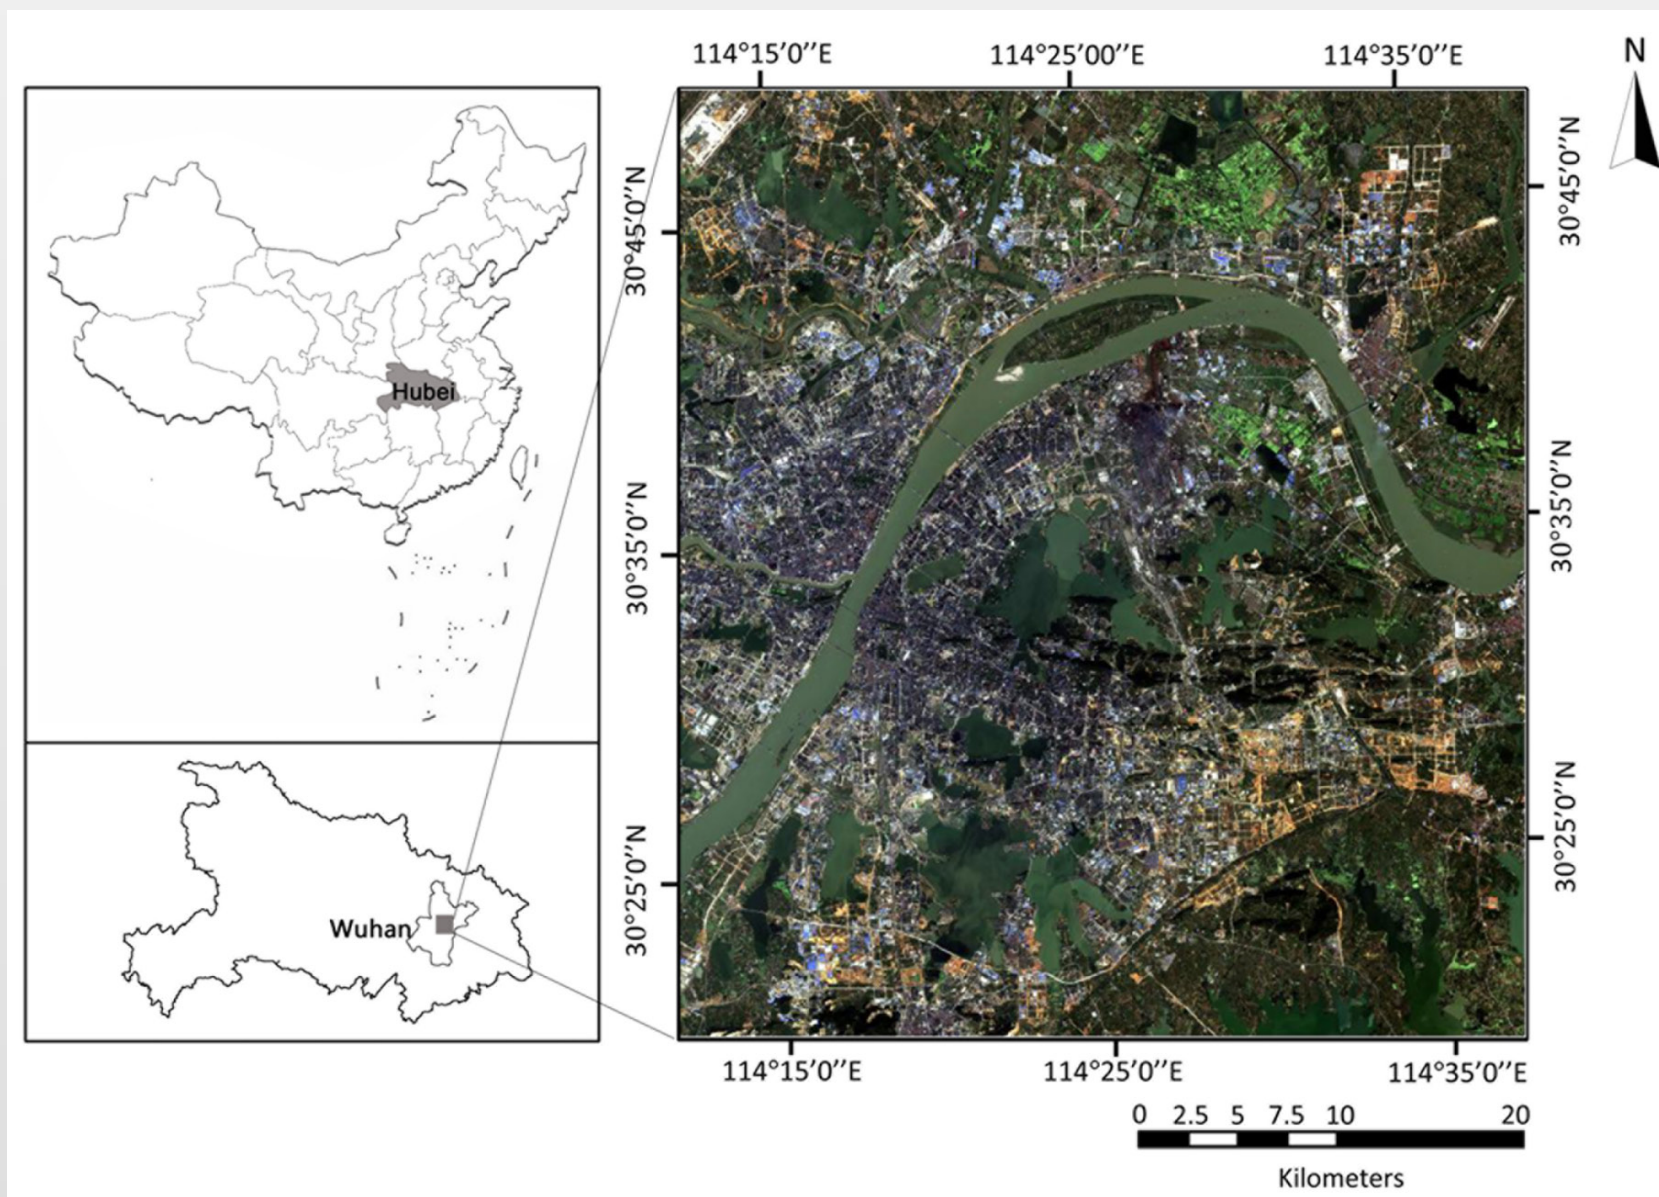 114°15′0′′E
114°25′00′′E
114°35′0′′E
N
Hubei
Wuhan
30°45′0′′N
30°35′0′′N
30°25′0′′N
30°45′0′′N
30°35′0′′N
30°25′0′′N
114°15′0′′E
114°25′0′′E
114°35′0′′E
0 2.5 5 7.5 10 20
Kilometers